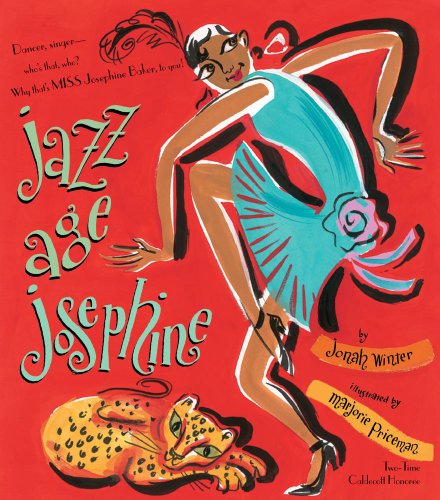 Dancer, singer—
who's that, who?
Why that's MISS Josephine Baker, to you!
jazz
age
josephine
by
Jonah Winter
illustrated by
Marjorie Priceman
Two-Time
Caldecott Honoree